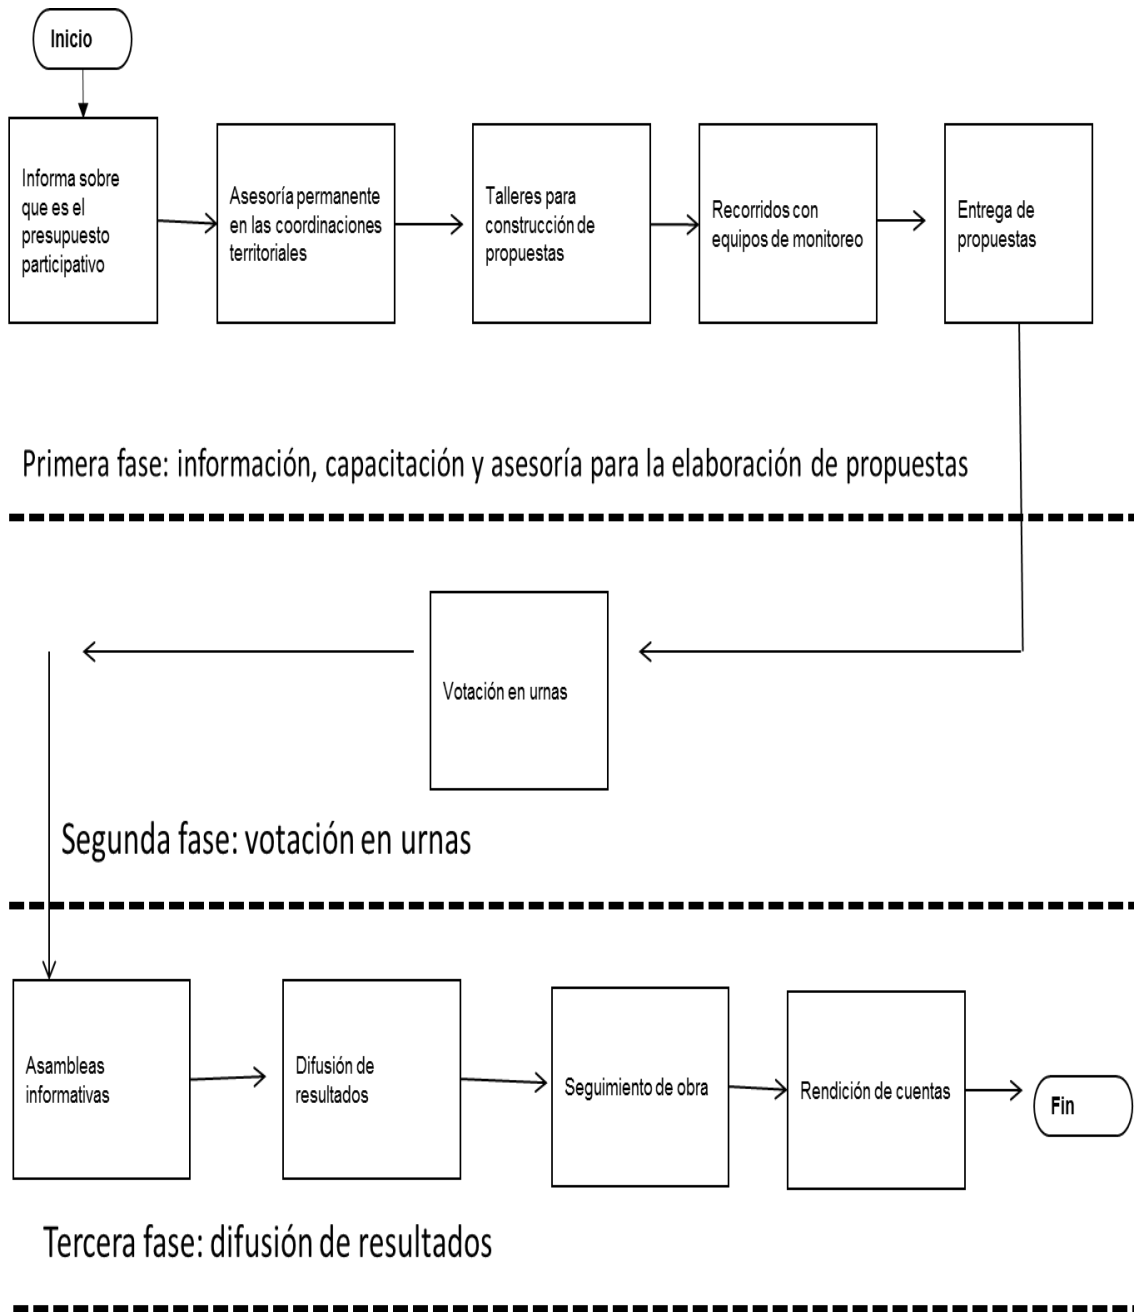 Inicio
Informa sobre
que es el
presupuesto
participativo
Asesoría permanente
en las coordinaciones
territoriales
Talleres para
construcción de
propuestas
Recorridos con
equipos de monitoreo
Entrega de
propuestas
Primera fase: información, capacitación y asesoría para la elaboración de propuestas
Votación en urnas
Segunda fase: votación en urnas
Asambleas
informativas
Difusión de
resultados
Seguimiento de obra
Rendición de cuentas
Fin
Tercera fase: difusión de resultados